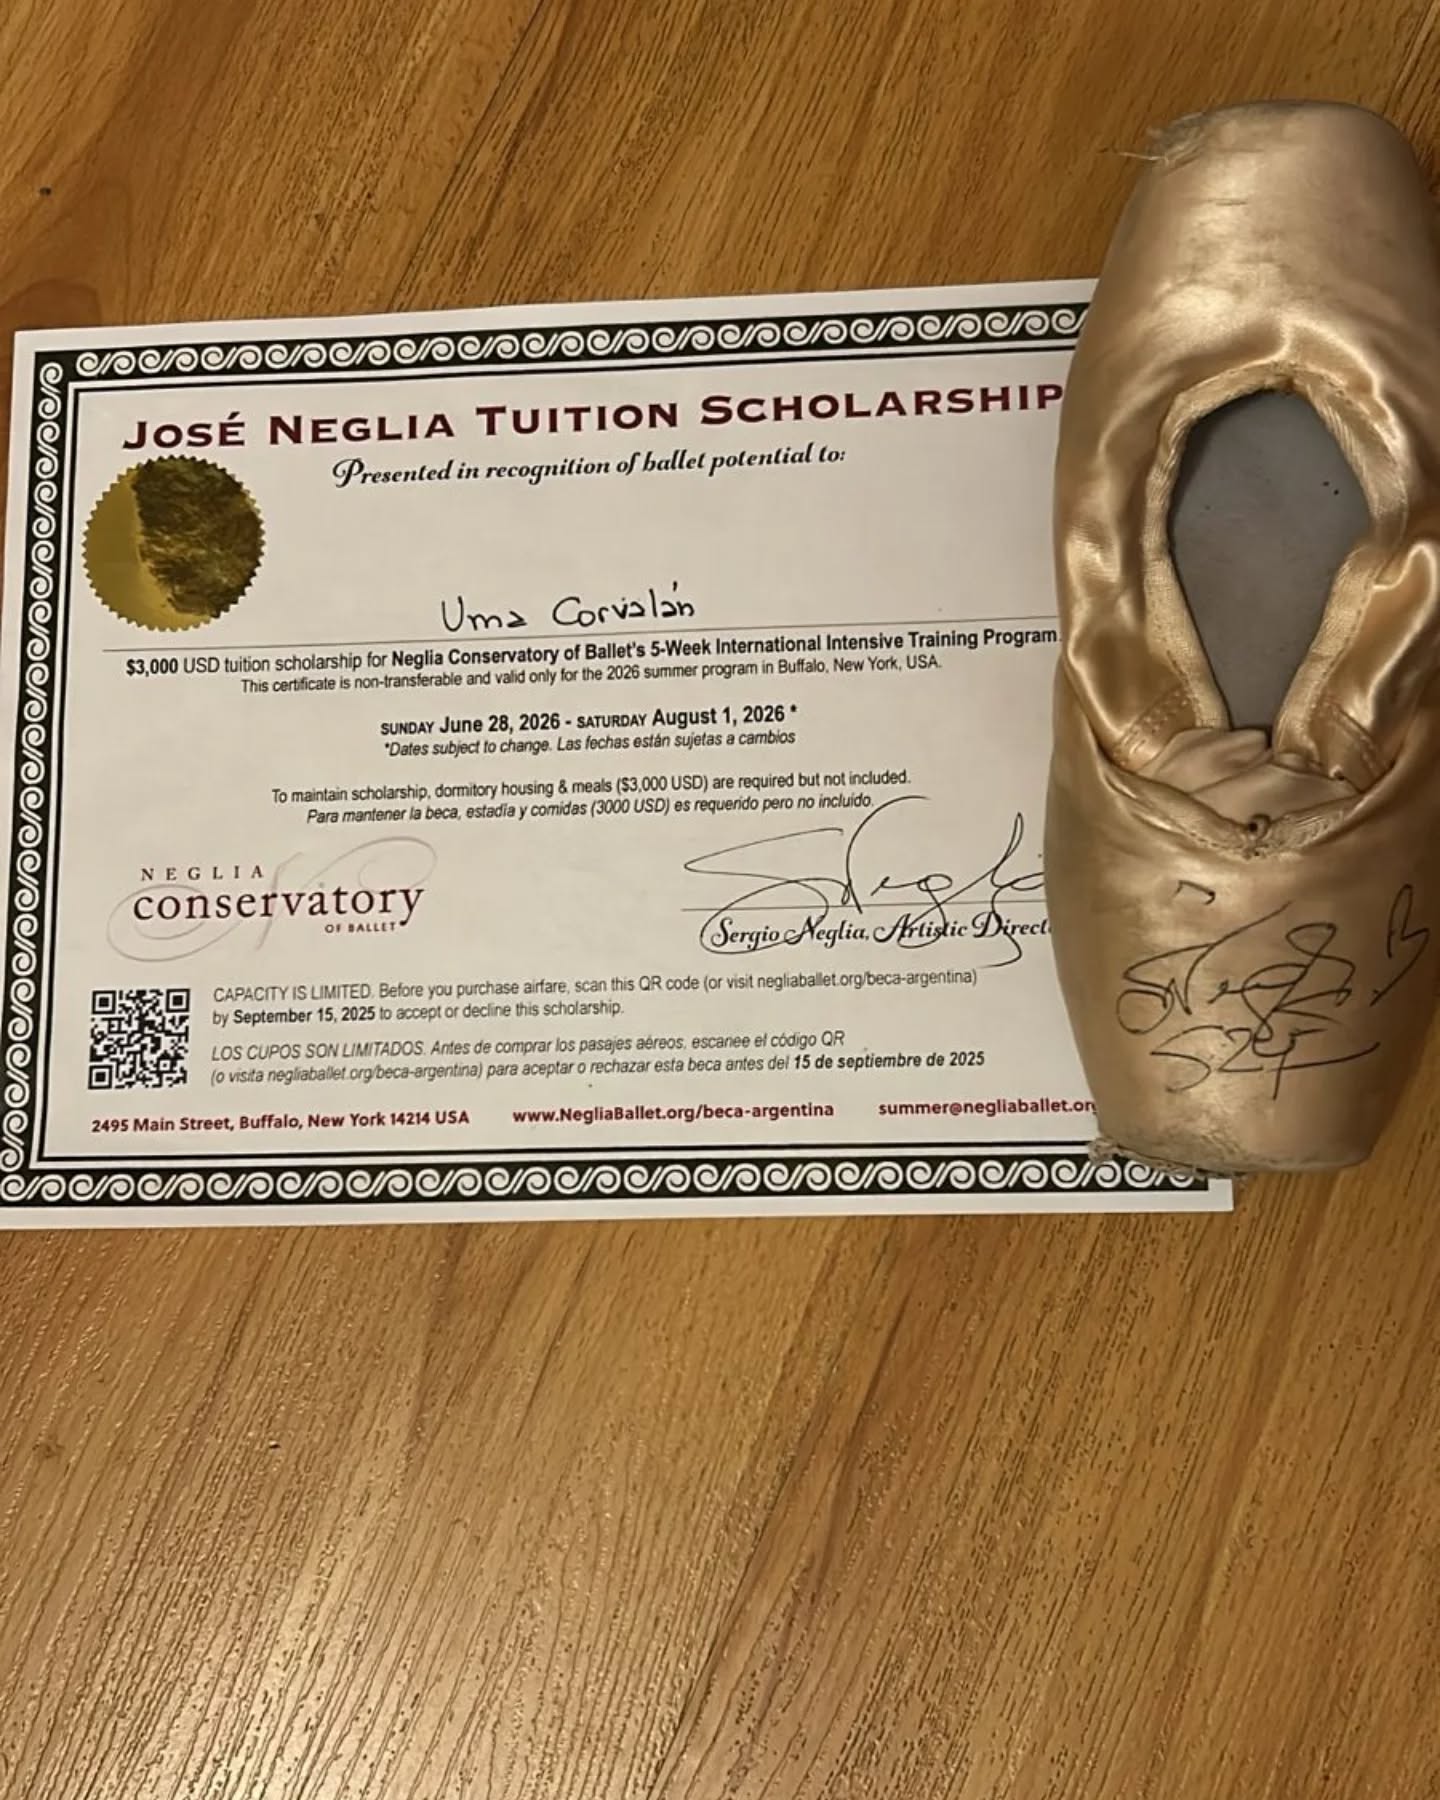 JOSÉ NEGLIA TUITION SCHOLARSHIP
Presented in recognition of ballet potential to:
Uma Corvalán
$3,000 USD tuition scholarship for Neglia Conservatory of Ballet's 5-Week International Intensive Training Program.
This certificate is non-transferable and valid only for the 2026 summer program in Buffalo, New York, USA.
SUNDAY June 28, 2026 - SATURDAY August 1, 2026 *
*Dates subject to change. Las fechas están sujetas a cambios
To maintain scholarship, dormitory housing & meals ($3,000 USD) are required but not included.
Para mantener la beca, estadía y comidas (3000 USD) es requerido pero no incluido.
NEGLIA
conservatory
OF BALLET
SNeglia
Sergio Neglia, Artistic Direct
CAPACITY IS LIMITED. Before you purchase airfare, scan this QR code (or visit negliaballet.org/beca-argentina)
by September 15, 2025 to accept or decline this scholarship.
LOS CUPOS SON LIMITADOS. Antes de comprar los pasajes aéreos, escanee el código QR
(o visita negliaballet.org/beca-argentina) para aceptar o rechazar esta beca antes del 15 de septiembre de 2025
2495 Main Street, Buffalo, New York 14214 USA www.NegliaBallet.org/beca-argentina summer@negliaballet.org